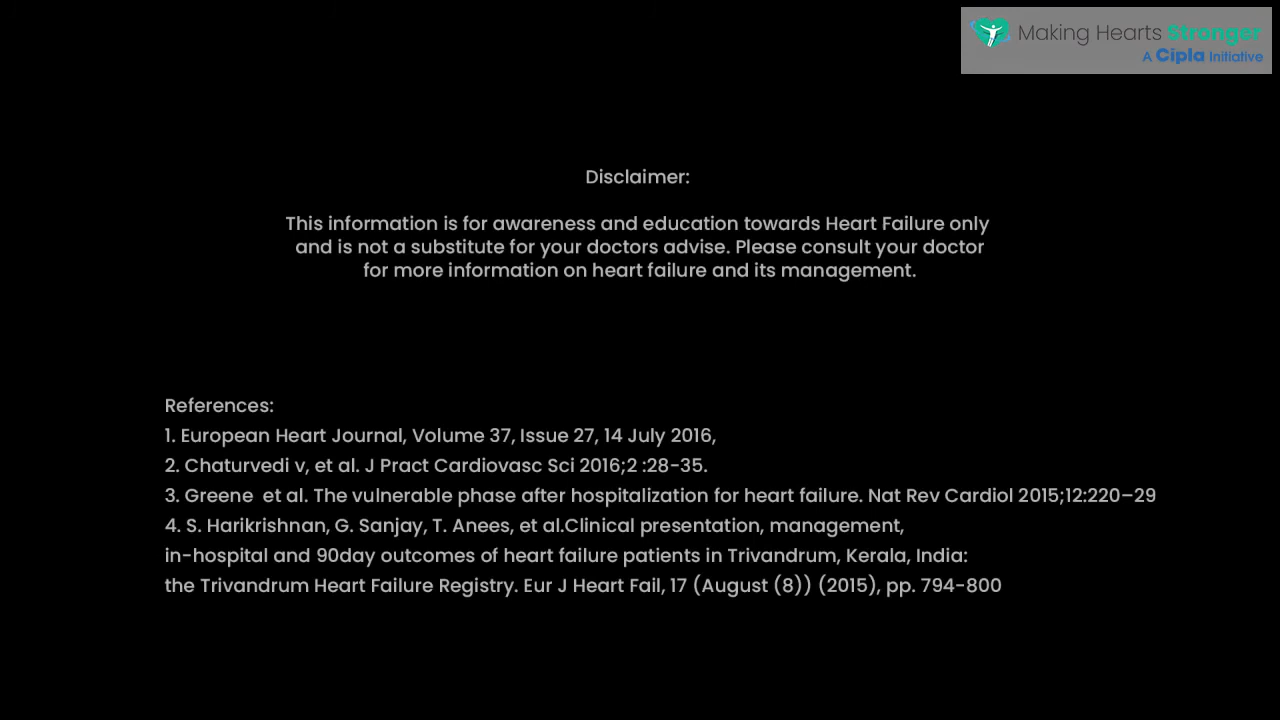 Making Hearts Stronger
A Cipla Initiative
Disclaimer:
This information is for awareness and education towards Heart Failure only
and is not a substitute for your doctors advise. Please consult your doctor
for more information on heart failure and its management.
References:
1. European Heart Journal, Volume 37, Issue 27, 14 July 2016,
2. Chaturvedi v, et al. J Pract Cardiovasc Sci 2016;2 :28-35.
3. Greene  et al. The vulnerable phase after hospitalization for heart failure. Nat Rev Cardiol 2015;12:220–29
4. S. Harikrishnan, G. Sanjay, T. Anees, et al.Clinical presentation, management,
in-hospital and 90day outcomes of heart failure patients in Trivandrum, Kerala, India:
the Trivandrum Heart Failure Registry. Eur J Heart Fail, 17 (August (8)) (2015), pp. 794-800